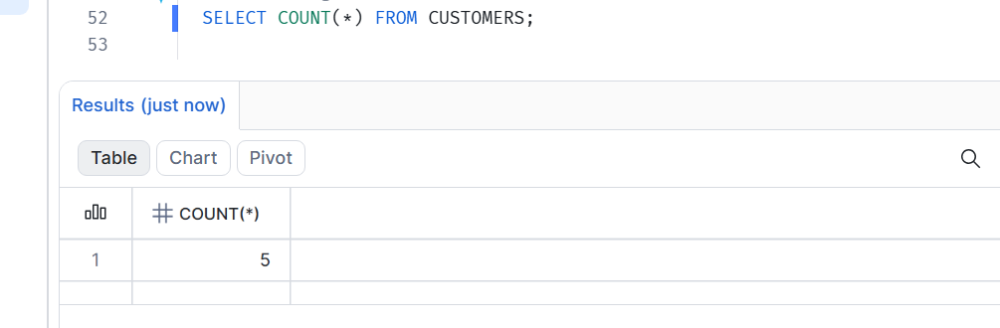 52 SELECT COUNT(*) FROM CUSTOMERS;
53
Results (just now)
Table Chart Pivot
COUNT(*)
1 5